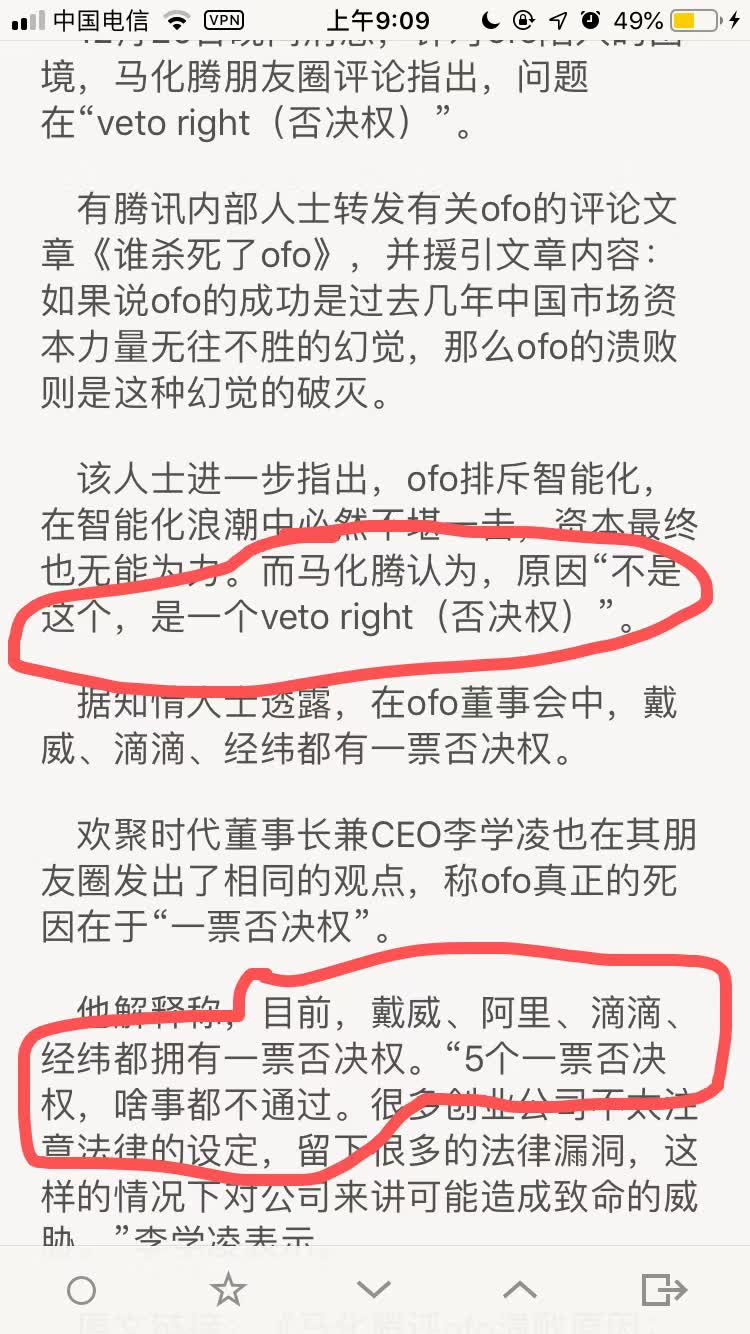 中国电信 VPN 上午9:09 49%
境，马化腾朋友圈评论指出，问题
在“veto right（否决权）”。
有腾讯内部人士转发有关ofo的评论文
章《谁杀死了ofo》，并援引文章内容：
如果说ofo的成功是过去几年中国市场资
本力量无往不胜的幻觉，那么ofo的溃败
则是这种幻觉的破灭。
该人士进一步指出，ofo排斥智能化，
在智能化浪潮中必然不堪一击，资本最终
也无能为力。而马化腾认为，原因“不是
这个，是一个veto right（否决权）”。
据知情人士透露，在ofo董事会中，戴
威、滴滴、经纬都有一票否决权。
欢聚时代董事长兼CEO李学凌也在其朋
友圈发出了相同的观点，称ofo真正的死
因在于“一票否决权”。
他解释称，目前，戴威、阿里、滴滴、
经纬都拥有一票否决权。“5个一票否决
权，啥事都不通过。很多创业公司不太注
意法律的设定，留下很多的法律漏洞，这
样的情况下对公司来讲可能造成致命的威
胁。”李学凌表示。